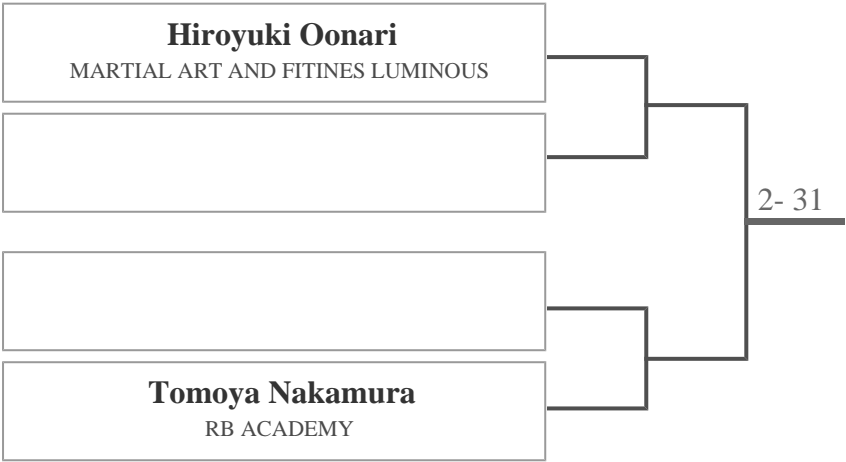 Hiroyuki Oonari
MARTIAL ART AND FITINES LUMINOUS
2- 31
Tomoya Nakamura
RB ACADEMY